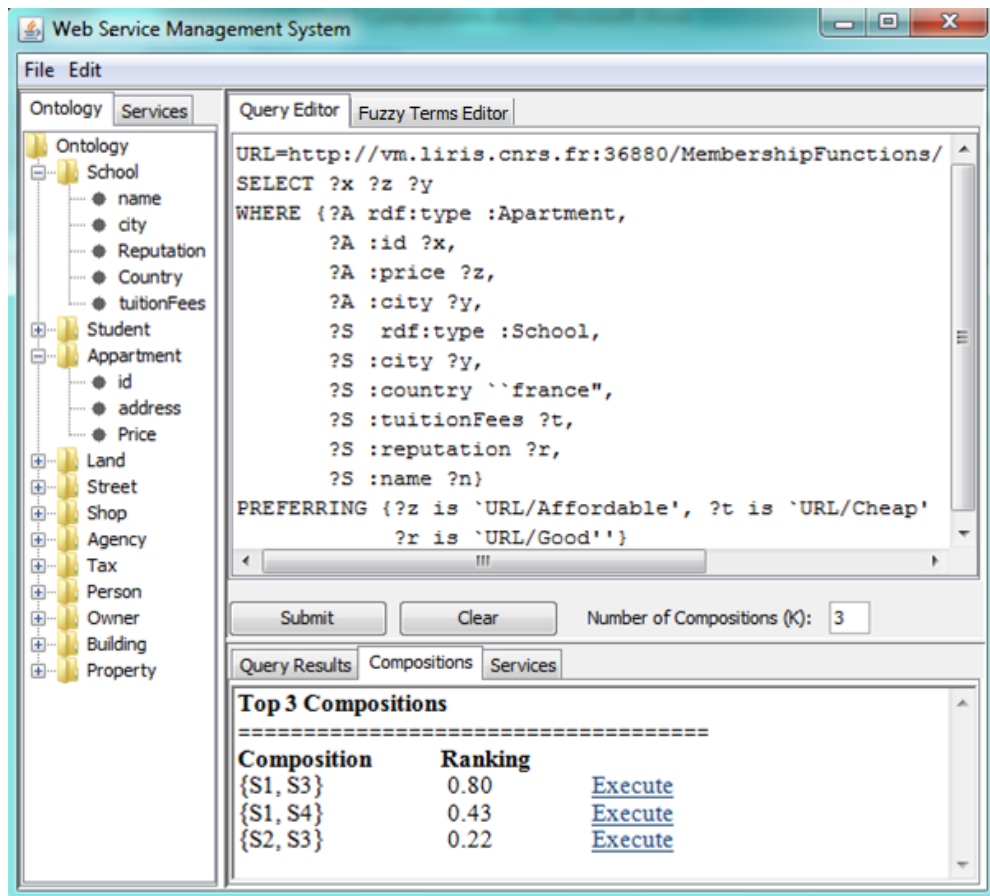 Web Service Management System
File Edit
Ontology Services
Ontology
School
name
city
Reputation
Country
tuitionFees
Student
Appartment
id
address
Price
Land
Street
Shop
Agency
Tax
Person
Owner
Building
Property
Query Editor Fuzzy Terms Editor
URL=http://vm.liris.cnrs.fr:36880/MembershipFunctions/
SELECT ?x ?z ?y
WHERE {?A rdf:type :Apartment,
?A :id ?x,
?A :price ?z,
?A :city ?y,
?S rdf:type :School,
?S :city ?y,
?S :country ``france",
?S :tuitionFees ?t,
?S :reputation ?r,
?S :name ?n}
PREFERRING {?z is `URL/Affordable', ?t is `URL/Cheap'
?r is `URL/Good''}
Submit Clear Number of Compositions (K): 3
Query Results Compositions Services
Top 3 Compositions
====================================
Composition Ranking
{S1, S3} 0.80 Execute
{S1, S4} 0.43 Execute
{S2, S3} 0.22 Execute